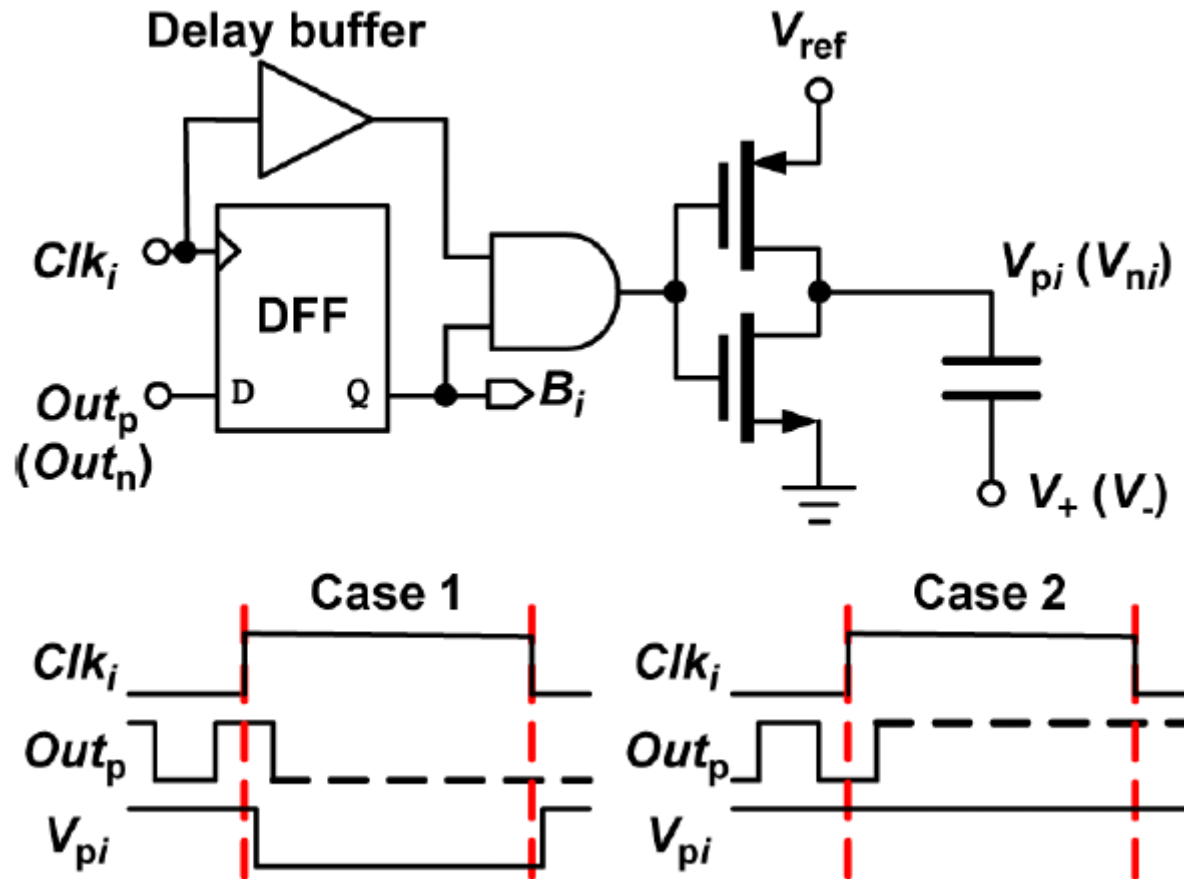 Delay buffer
Vref
Clki
DFF
D
Q
Bi
Outp
(Outn)
Vpi (Vni)
V+ (V-)
Case 1
Case 2
Clki
Outp
Vpi
Clki
Outp
Vpi